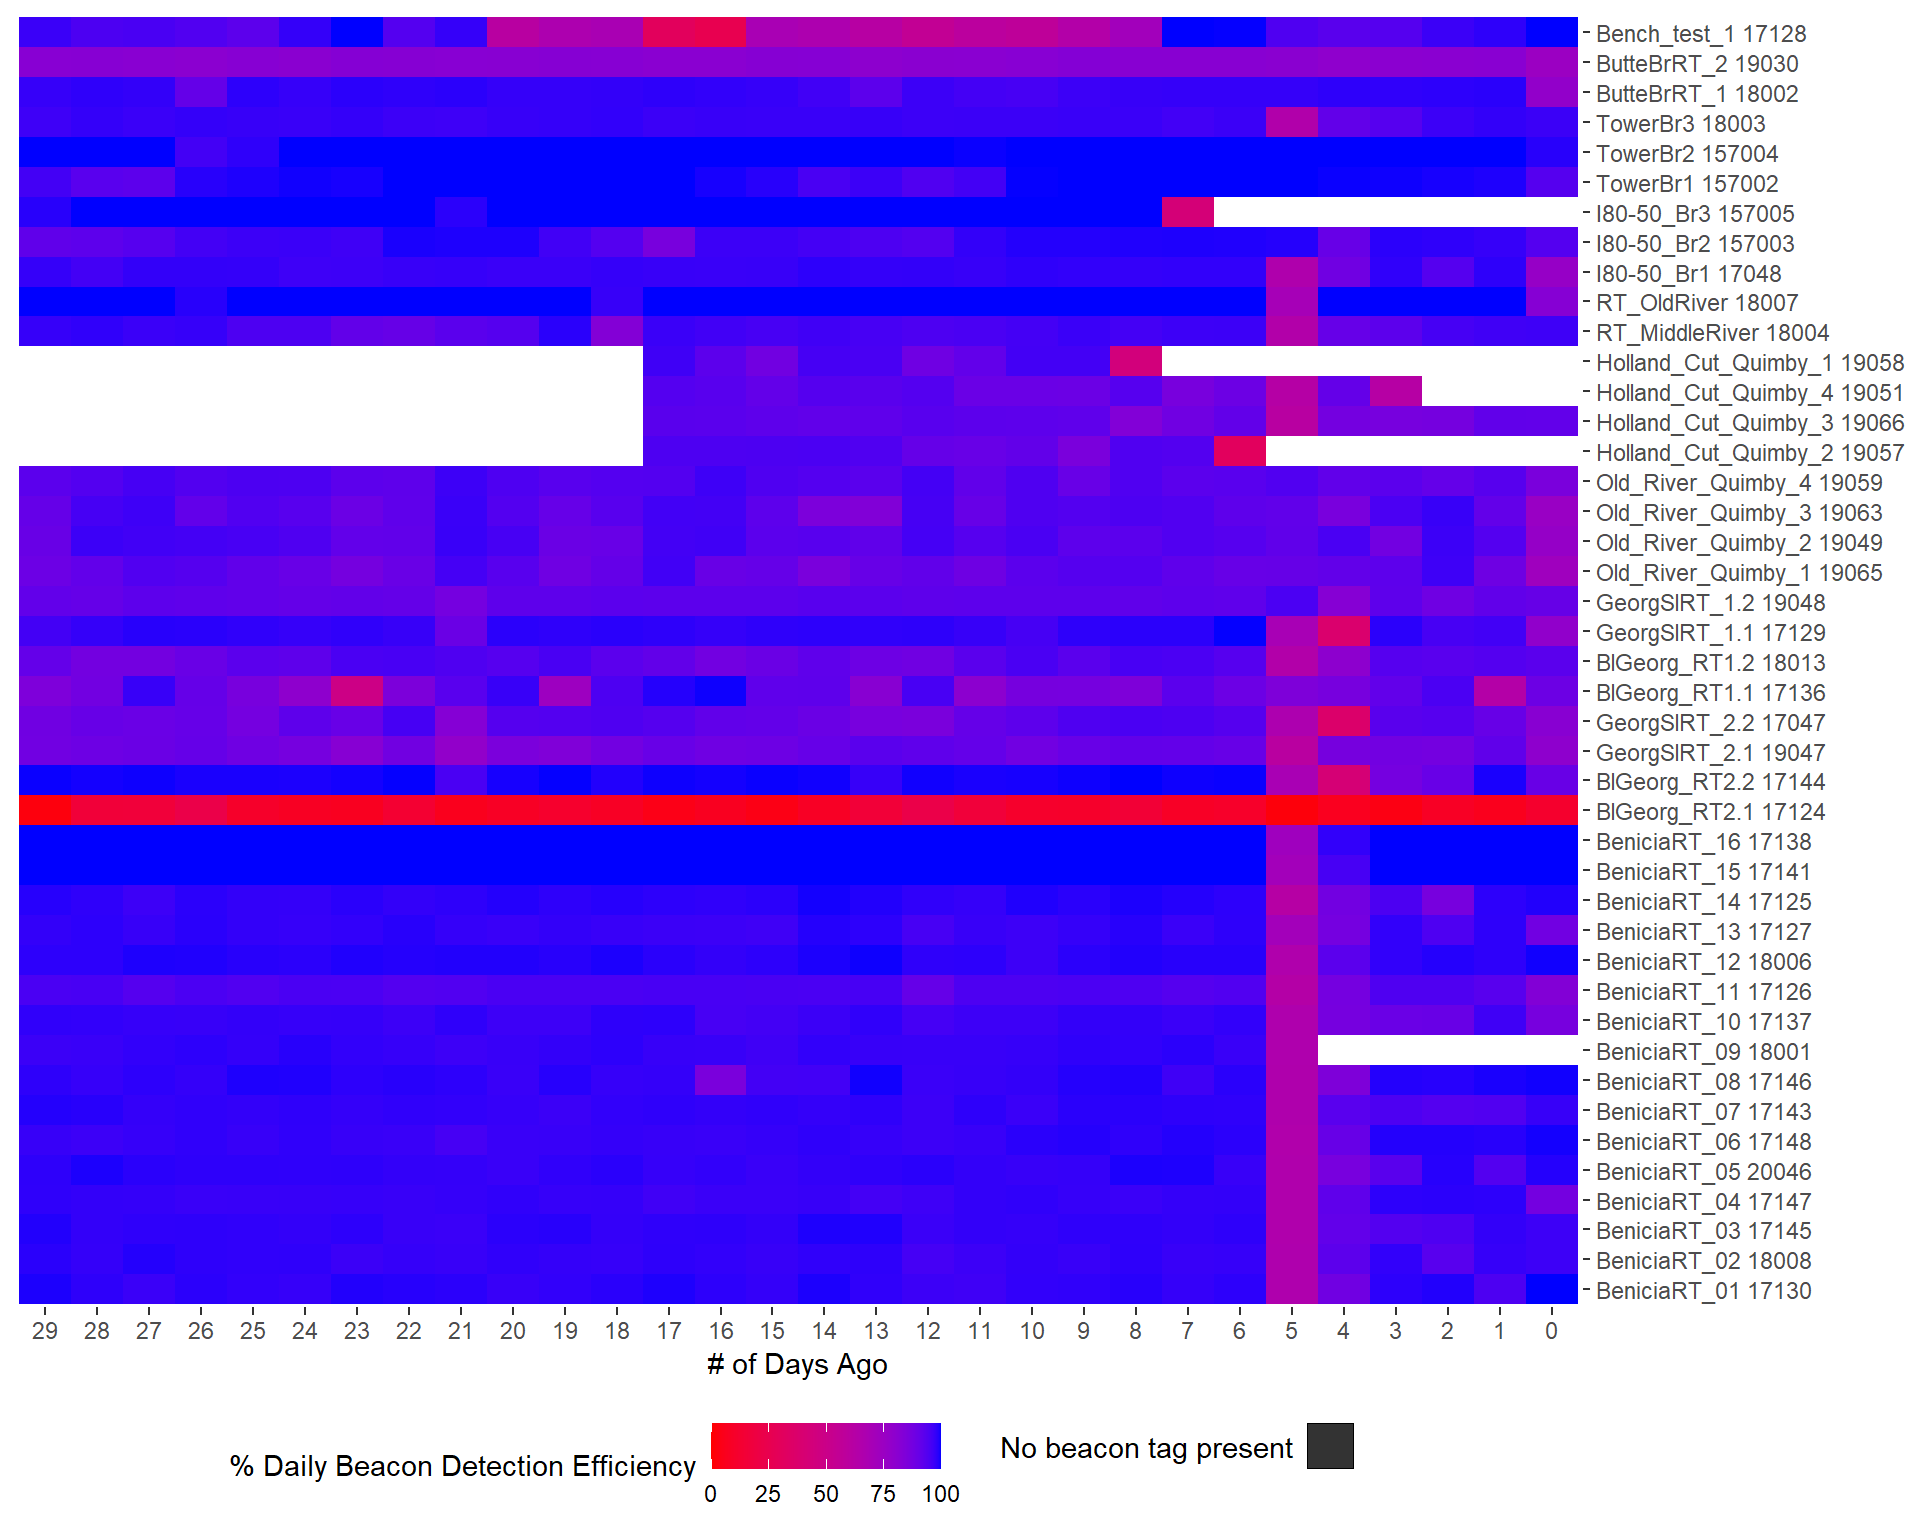 Bench_test_1 17128
ButteBrRT_2 19030
ButteBrRT_1 18002
TowerBr3 18003
TowerBr2 157004
TowerBr1 157002
I80-50_Br3 157005
I80-50_Br2 157003
I80-50_Br1 17048
RT_OldRiver 18007
RT_MiddleRiver 18004
Holland_Cut_Quimby_1 19058
Holland_Cut_Quimby_4 19051
Holland_Cut_Quimby_3 19066
Holland_Cut_Quimby_2 19057
Old_River_Quimby_4 19059
Old_River_Quimby_3 19063
Old_River_Quimby_2 19049
Old_River_Quimby_1 19065
GeorgSlRT_1.2 19048
GeorgSlRT_1.1 17129
BlGeorg_RT1.2 18013
BlGeorg_RT1.1 17136
GeorgSlRT_2.2 17047
GeorgSlRT_2.1 19047
BlGeorg_RT2.2 17144
BlGeorg_RT2.1 17124
BeniciaRT_16 17138
BeniciaRT_15 17141
BeniciaRT_14 17125
BeniciaRT_13 17127
BeniciaRT_12 18006
BeniciaRT_11 17126
BeniciaRT_10 17137
BeniciaRT_09 18001
BeniciaRT_08 17146
BeniciaRT_07 17143
BeniciaRT_06 17148
BeniciaRT_05 20046
BeniciaRT_04 17147
BeniciaRT_03 17145
BeniciaRT_02 18008
BeniciaRT_01 17130
29 28 27 26 25 24 23 22 21 20 19 18 17 16 15 14 13 12 11 10 9 8 7 6 5 4 3 2 1 0
# of Days Ago
% Daily Beacon Detection Efficiency
0 25 50 75 100
No beacon tag present